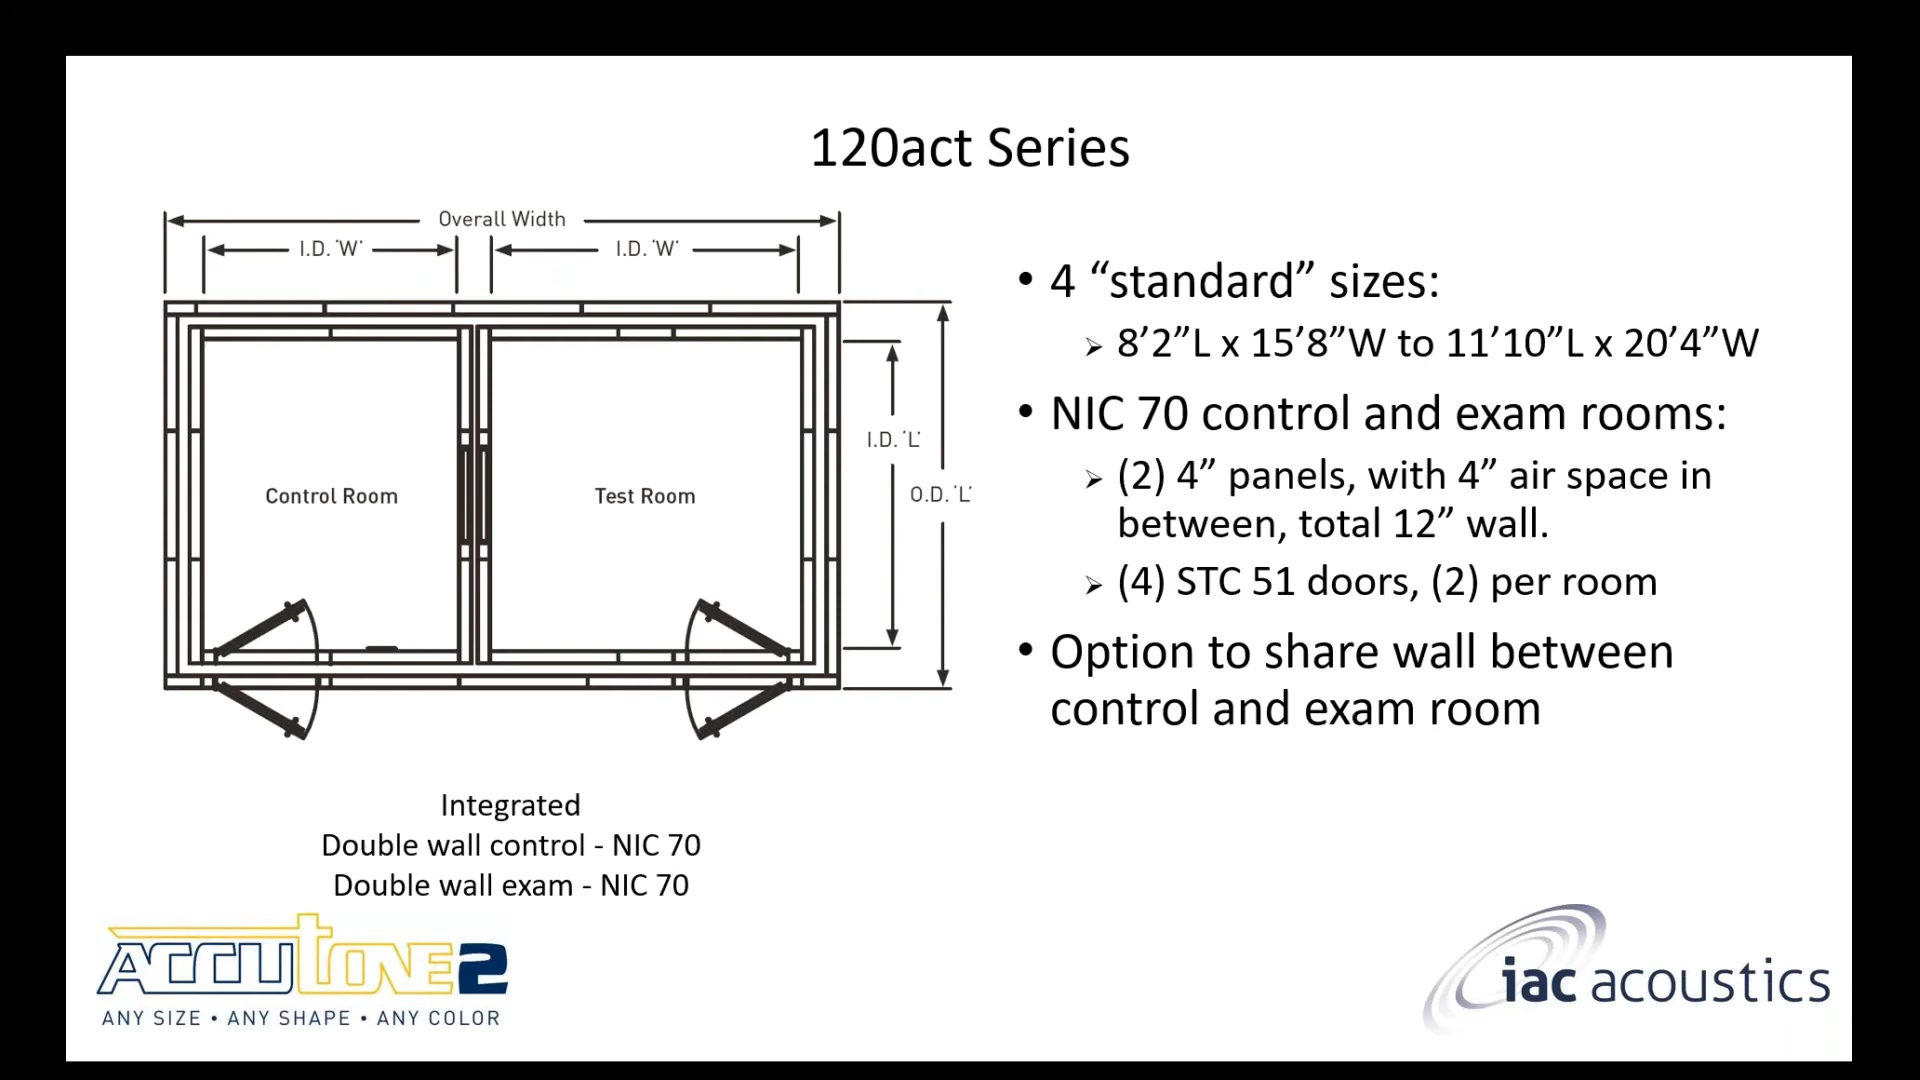 120act Series
Overall Width
I.D. 'W'
I.D. 'W'
I.D. 'L'
O.D. 'L'
Control Room
Test Room
Integrated
Double wall control - NIC 70
Double wall exam - NIC 70
• 4 “standard” sizes:
➢ 8’2”L x 15’8”W to 11’10”L x 20’4”W
• NIC 70 control and exam rooms:
➢ (2) 4” panels, with 4” air space in
between, total 12” wall.
➢ (4) STC 51 doors, (2) per room
• Option to share wall between
control and exam room
ACCUTONE2
ANY SIZE • ANY SHAPE • ANY COLOR
iac acoustics